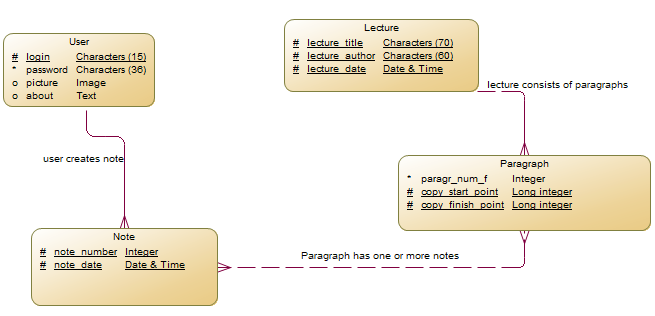 User
# login Characters (15)
* password Characters (36)
o picture Image
o about Text
Lecture
# lecture_title Characters (70)
# lecture_author Characters (60)
# lecture_date Date & Time
lecture consists of paragraphs
user creates note
Paragraph
* paragr_num_f Integer
# copy_start_point Long integer
# copy_finish_point Long integer
Note
# note_number Integer
# note_date Date & Time
Paragraph has one or more notes